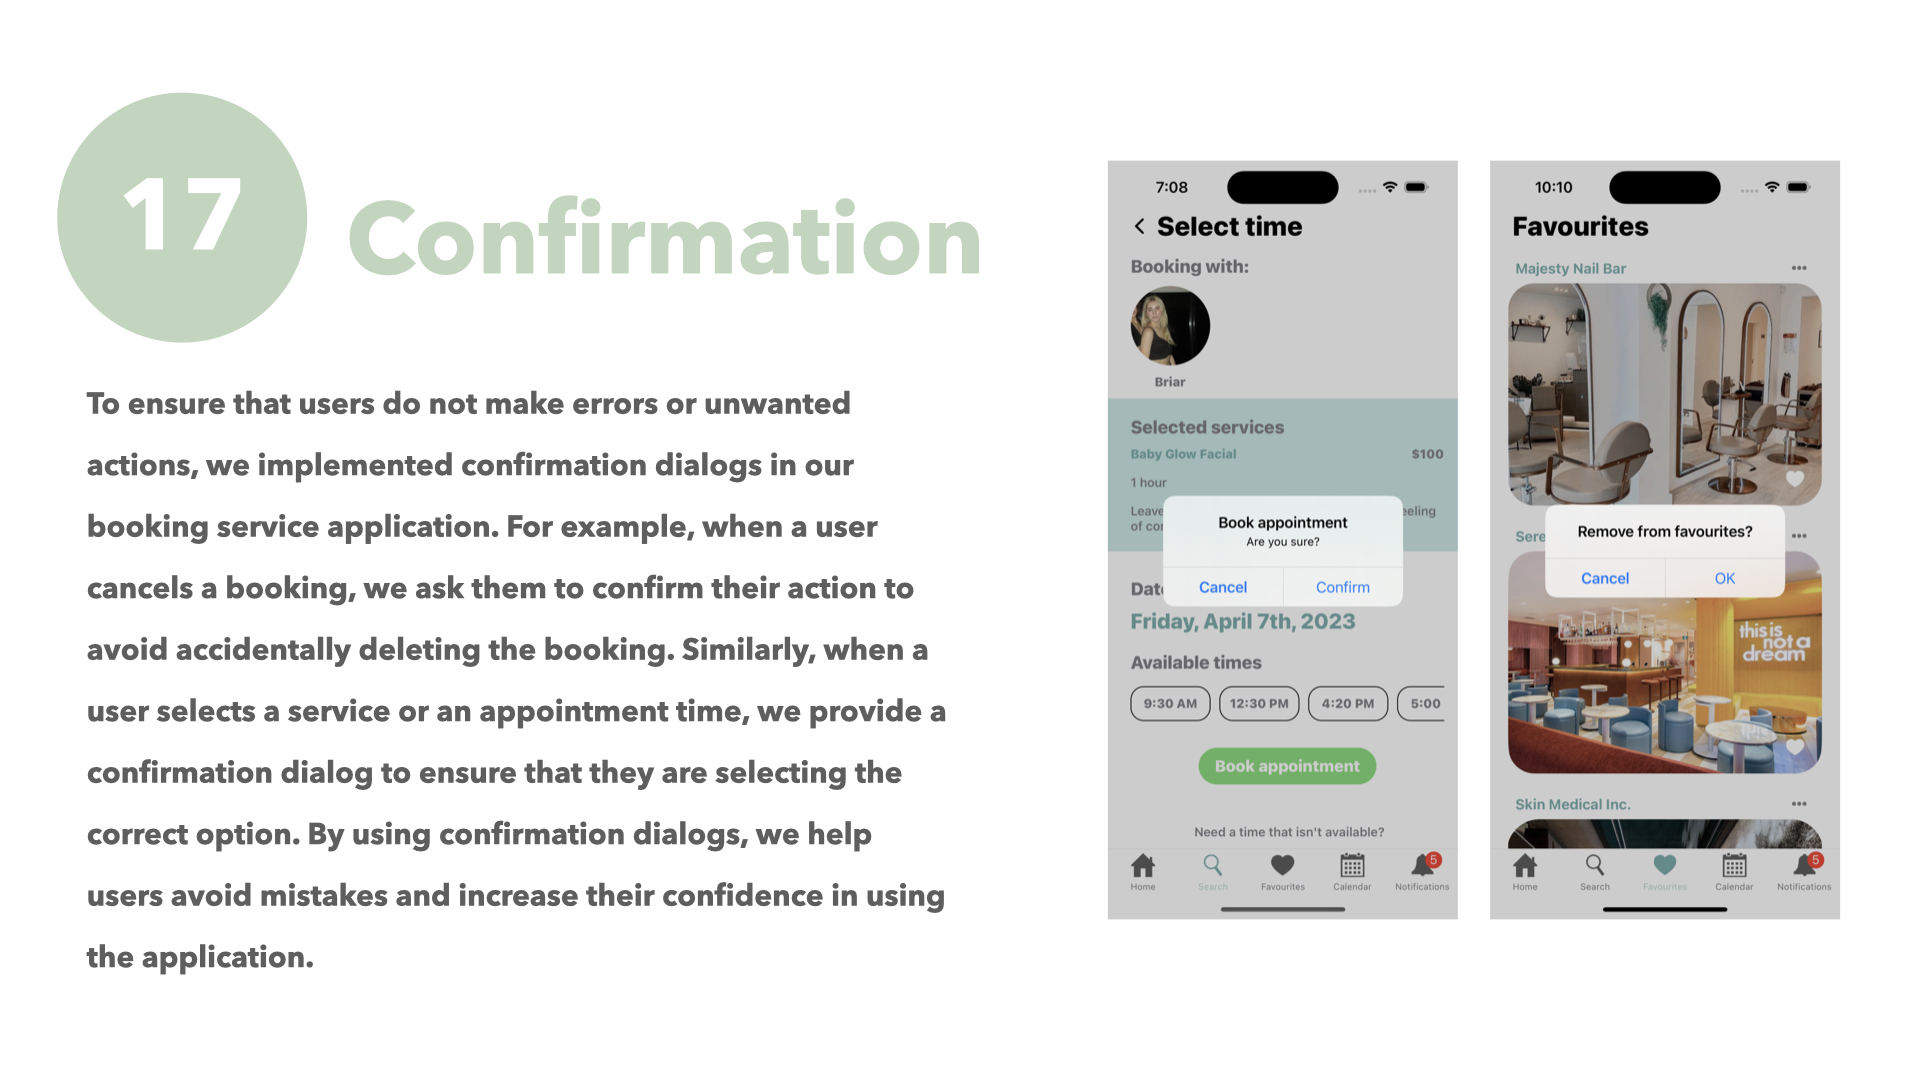 17
Confirmation
To ensure that users do not make errors or unwanted
actions, we implemented confirmation dialogs in our
booking service application. For example, when a user
cancels a booking, we ask them to confirm their action to
avoid accidentally deleting the booking. Similarly, when a
user selects a service or an appointment time, we provide a
confirmation dialog to ensure that they are selecting the
correct option. By using confirmation dialogs, we help
users avoid mistakes and increase their confidence in using
the application.
7:08
Select time
Booking with:
Briar
Selected services
Baby Glow Facial $100
1 hour
Leave eeling
of cor
Book appointment
Are you sure?
Cancel Confirm
Date
Friday, April 7th, 2023
Available times
9:30 AM 12:30 PM 4:20 PM 5:00
Book appointment
Need a time that isn't available?
5
Home Search Favourites Calendar Notifications
10:10
Favourites
Majesty Nail Bar
Sere
Remove from favourites?
Cancel OK
this is
not a
dream
Skin Medical Inc.
5
Home Search Favourites Calendar Notifications